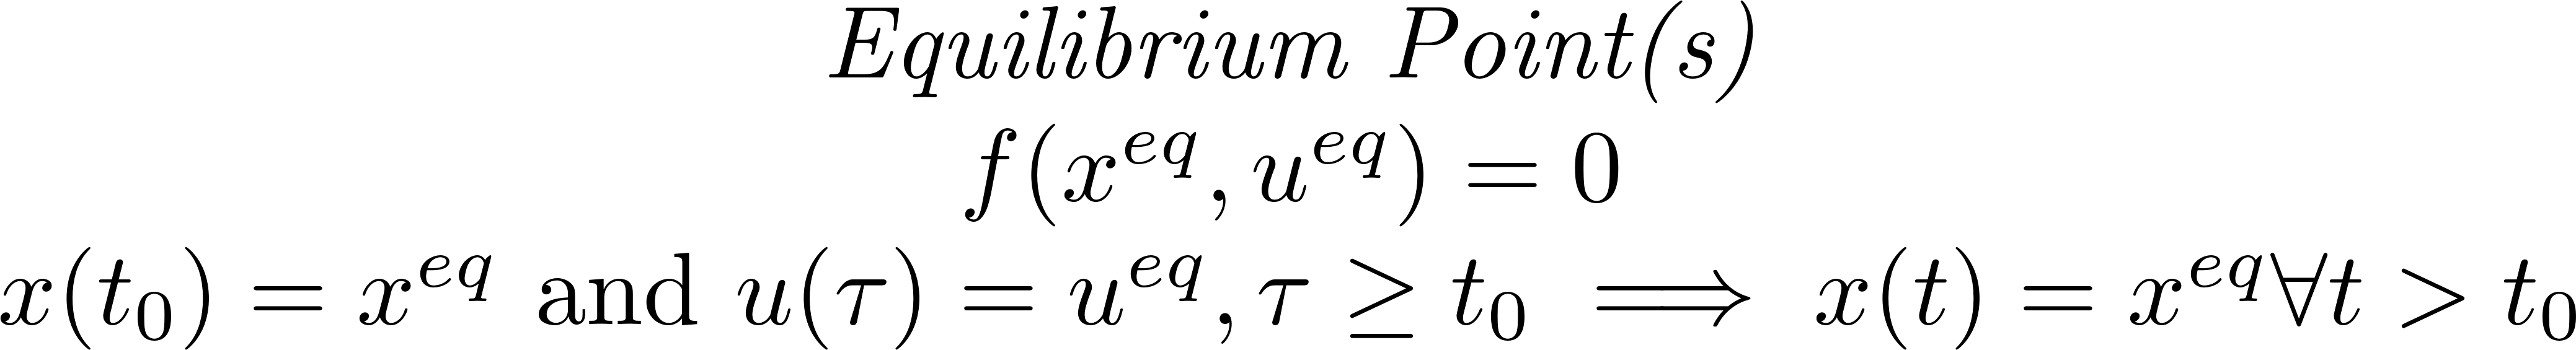 Equilibrium Point(s)
f(x^{eq}, u^{eq}) = 0
x(t_0) = x^{eq} and u(τ) = u^{eq}, τ ≥ t_0 ⟹ x(t) = x^{eq}∀t > t_0